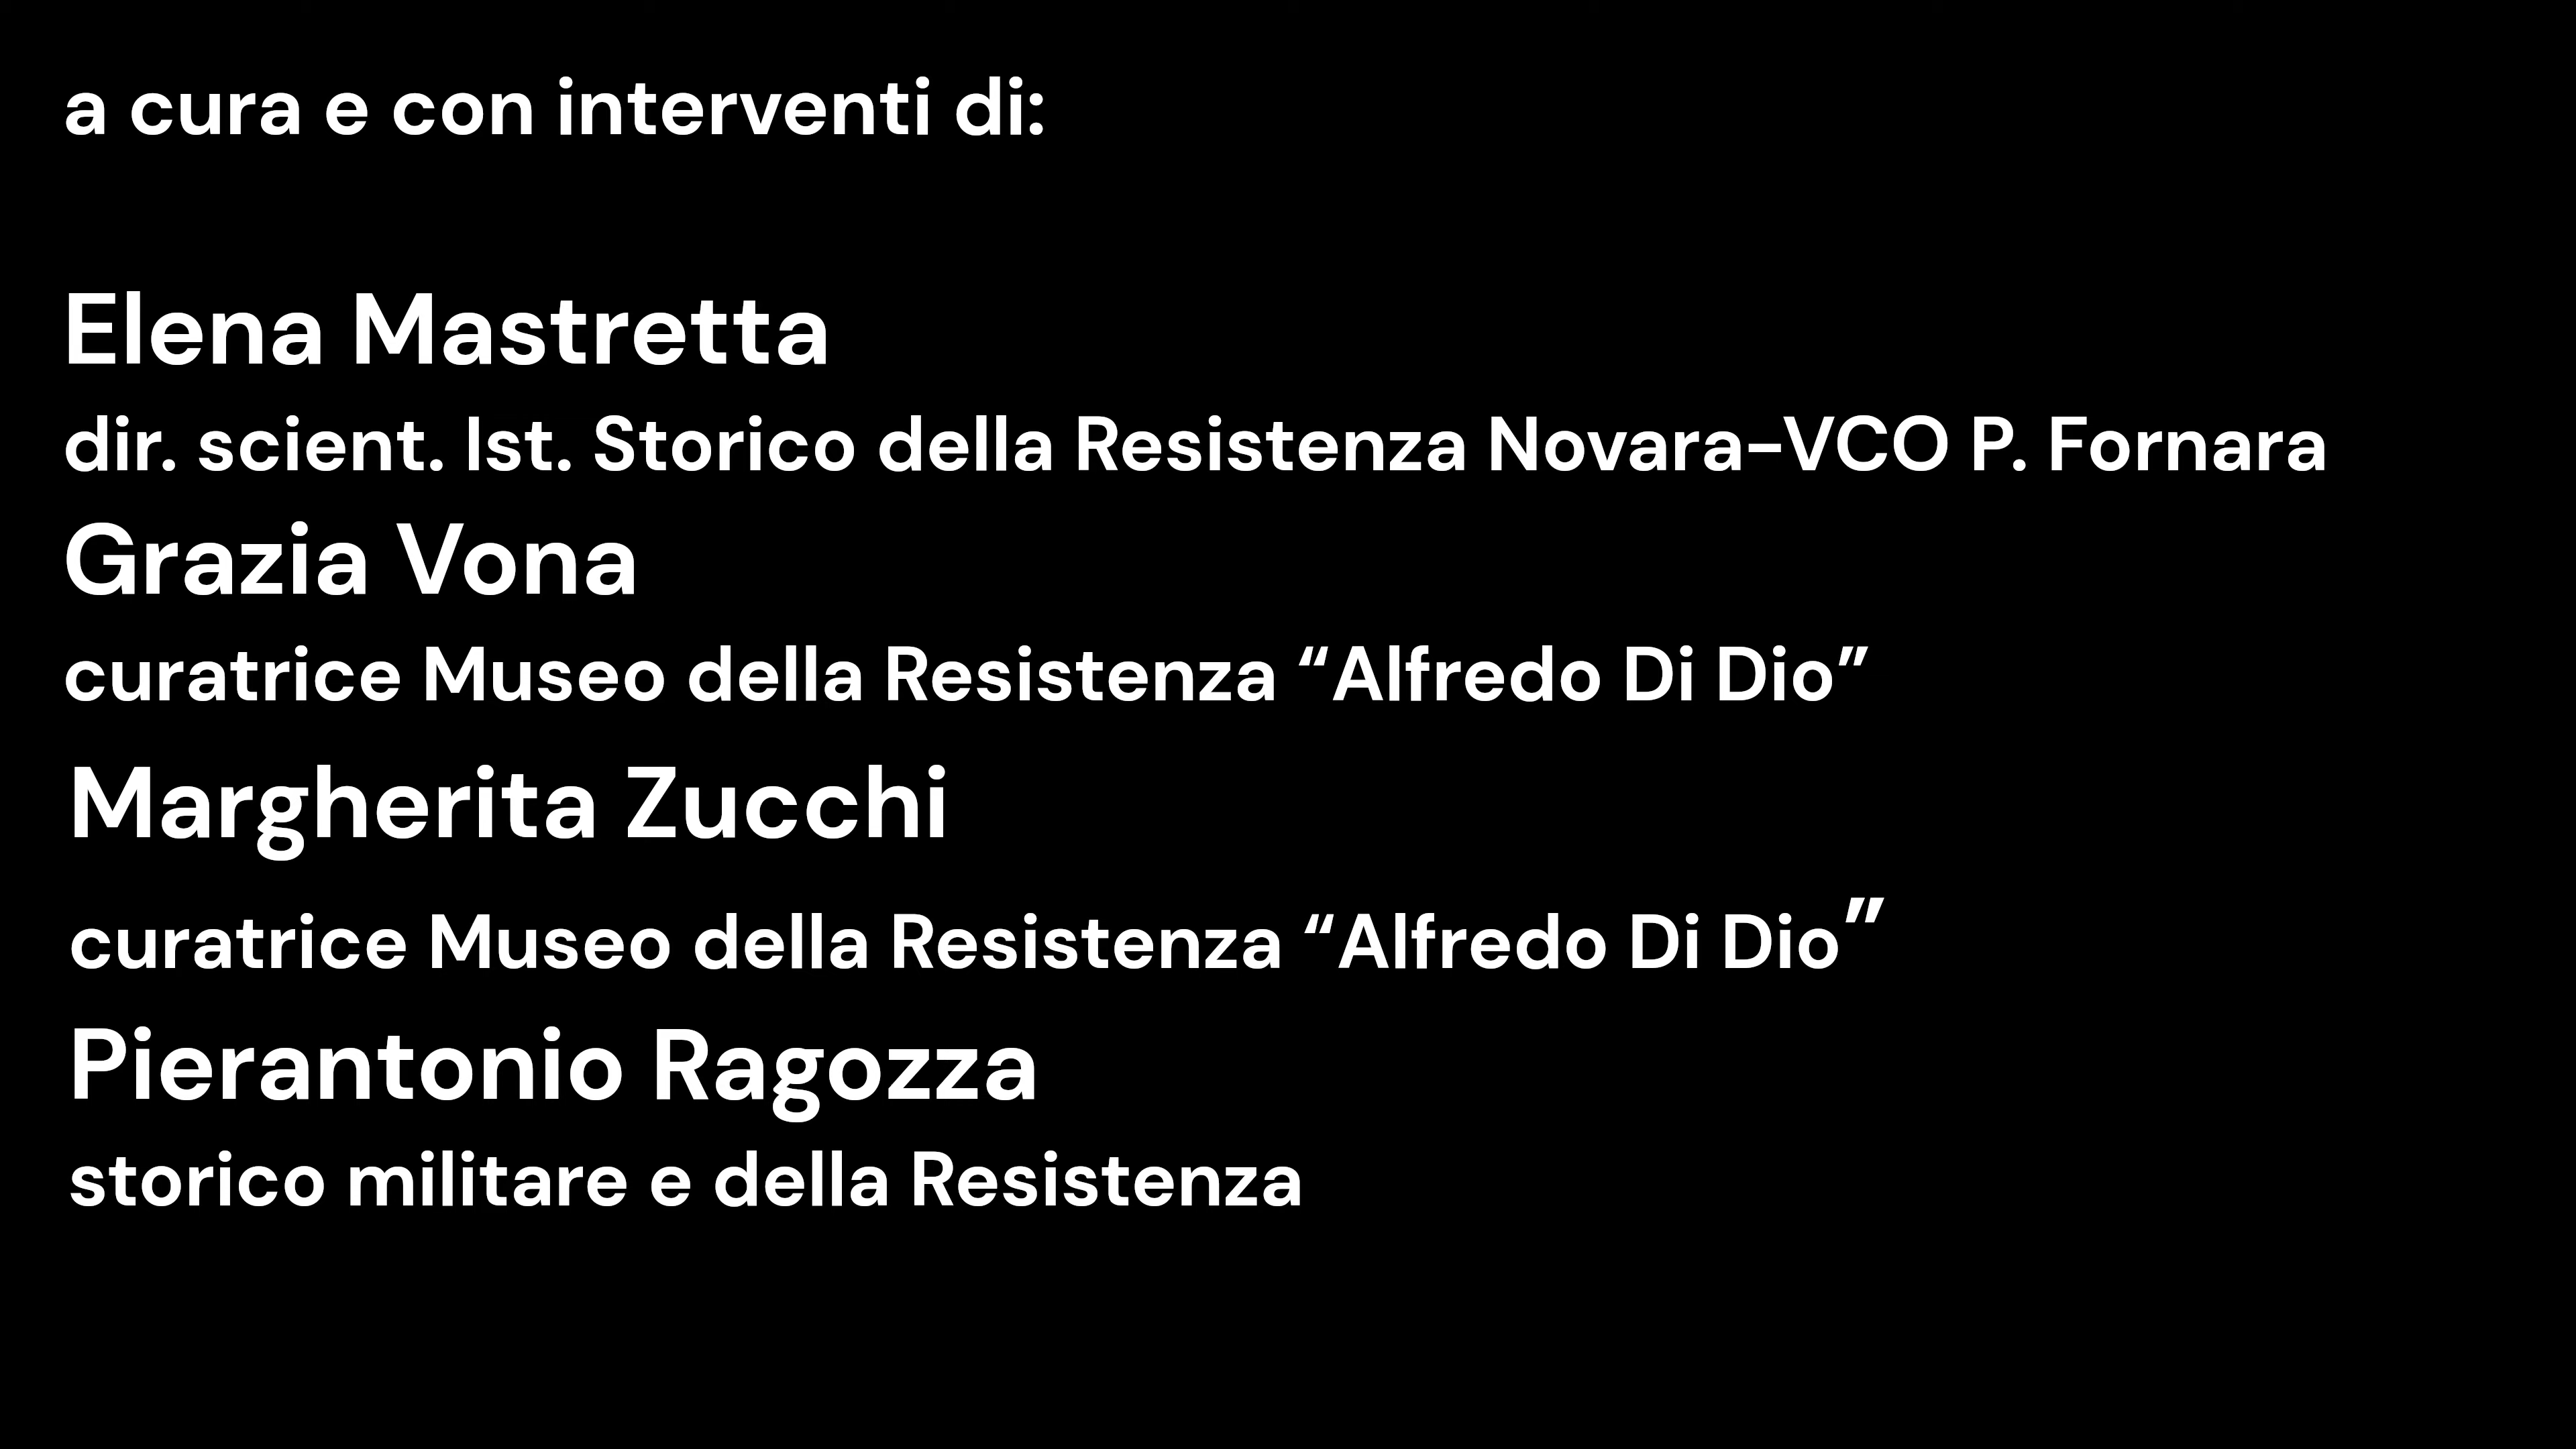 a cura e con interventi di:
Elena Mastretta
dir. scient. Ist. Storico della Resistenza Novara-VCO P. Fornara
Grazia Vona
curatrice Museo della Resistenza “Alfredo Di Dio”
Margherita Zucchi
curatrice Museo della Resistenza “Alfredo Di Dio”
Pierantonio Ragozza
storico militare e della Resistenza